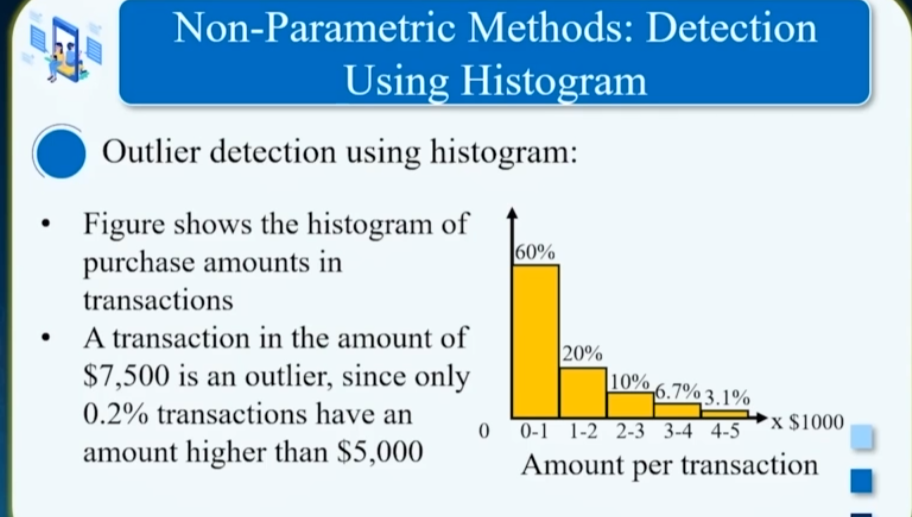 Non-Parametric Methods: Detection
Using Histogram
Outlier detection using histogram:
• Figure shows the histogram of
purchase amounts in
transactions
• A transaction in the amount of
$7,500 is an outlier, since only
0.2% transactions have an
amount higher than $5,000
60%
20%
10%
6.7%
3.1%
0 0-1 1-2 2-3 3-4 4-5 x $1000
Amount per transaction